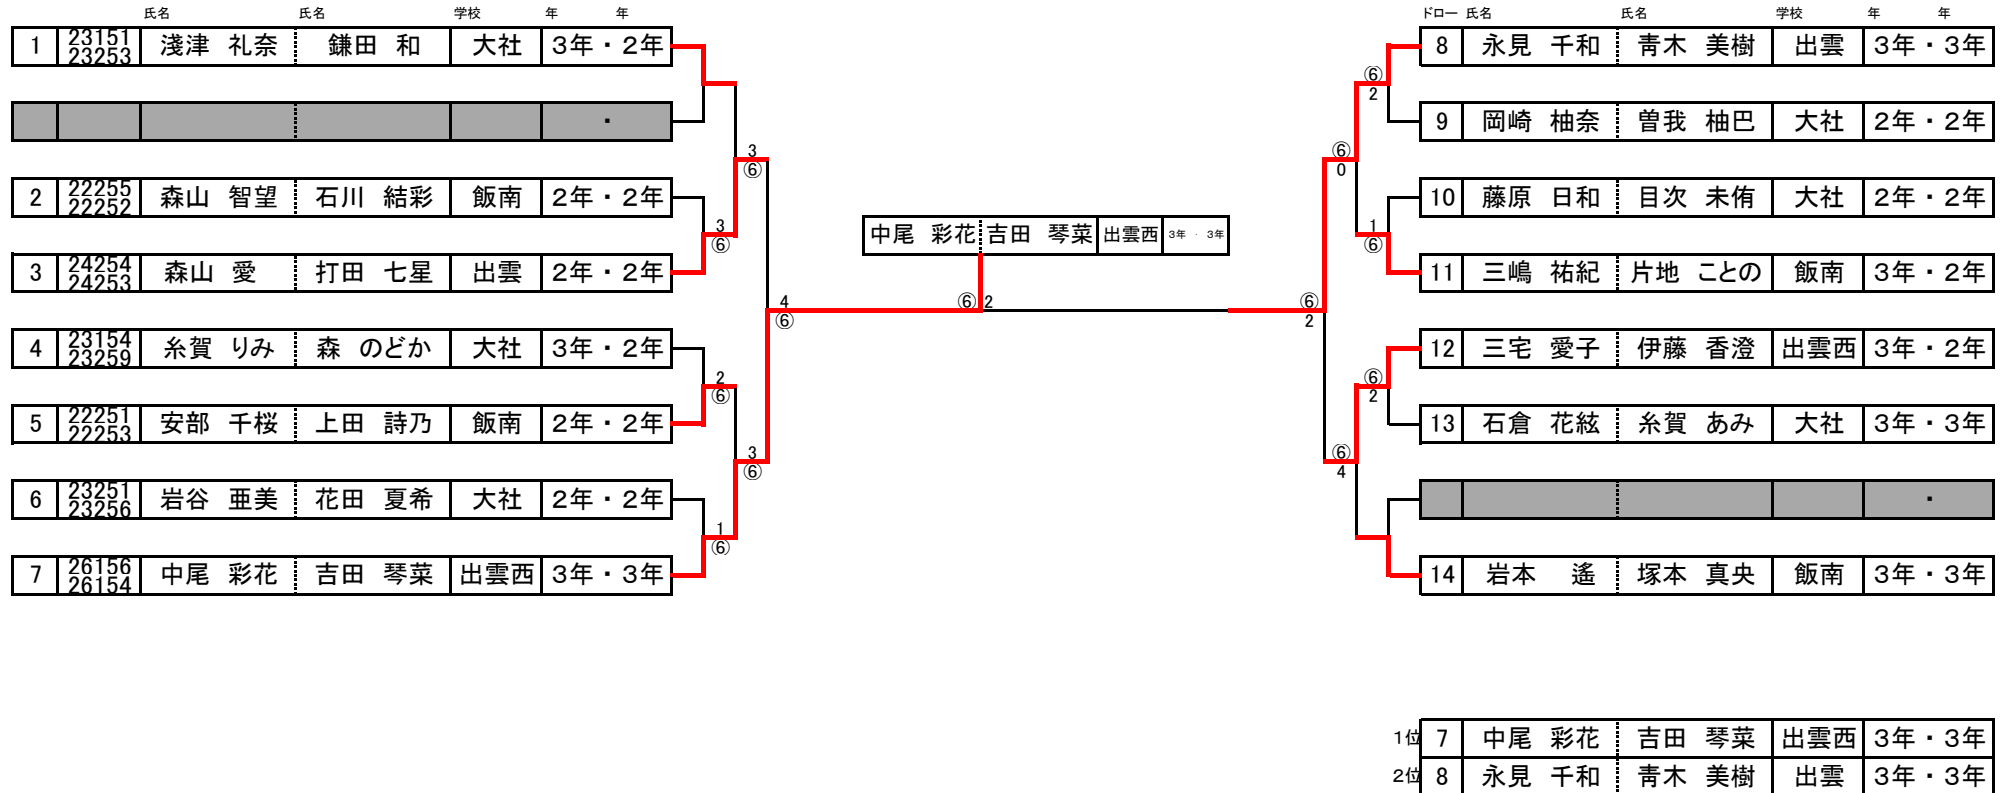 氏名 氏名 学校 年 年
1 23151 23253 淺津 礼奈 鎌田 和 大社 3年・2年
・
2 22255 22252 森山 智望 石川 結彩 飯南 2年・2年
3 24254 24253 森山 愛 打田 七星 出雲 2年・2年
4 23154 23259 糸賀 りみ 森 のどか 大社 3年・2年
5 22251 22253 安部 千桜 上田 詩乃 飯南 2年・2年
6 23251 23256 岩谷 亜美 花田 夏希 大社 2年・2年
7 26156 26154 中尾 彩花 吉田 琴菜 出雲西 3年・3年
3
⑥
3
⑥
2
⑥
1
⑥
3
⑥
4
⑥
中尾 彩花 吉田 琴菜 出雲西 3年・3年
⑥ 2
⑥
2
⑥
0
⑥
4
⑥
2
1
⑥
⑥
2
ドロー 氏名 氏名 学校 年 年
8 永見 千和 青木 美樹 出雲 3年・3年
9 岡崎 柚奈 曽我 柚巴 大社 2年・2年
10 藤原 日和 目次 未侑 大社 2年・2年
11 三嶋 祐紀 片地 ことの 飯南 3年・2年
12 三宅 愛子 伊藤 香澄 出雲西 3年・2年
13 石倉 花絃 糸賀 あみ 大社 3年・3年
・
14 岩本 遙 塚本 真央 飯南 3年・3年
1位 7 中尾 彩花 吉田 琴菜 出雲西 3年・3年
2位 8 永見 千和 青木 美樹 出雲 3年・3年